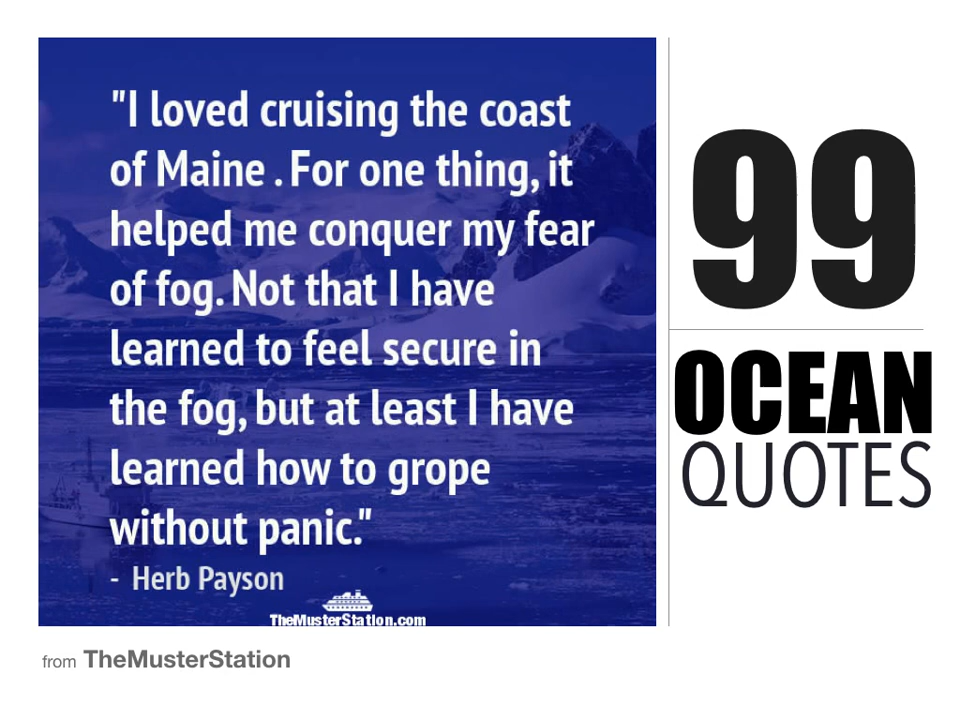 "I loved cruising the coast
of Maine . For one thing, it
helped me conquer my fear
of fog. Not that I have
learned to feel secure in
the fog, but at least I have
learned how to grope
without panic."
- Herb Payson
TheMusterStation.com
99
OCEAN
QUOTES
from TheMusterStation